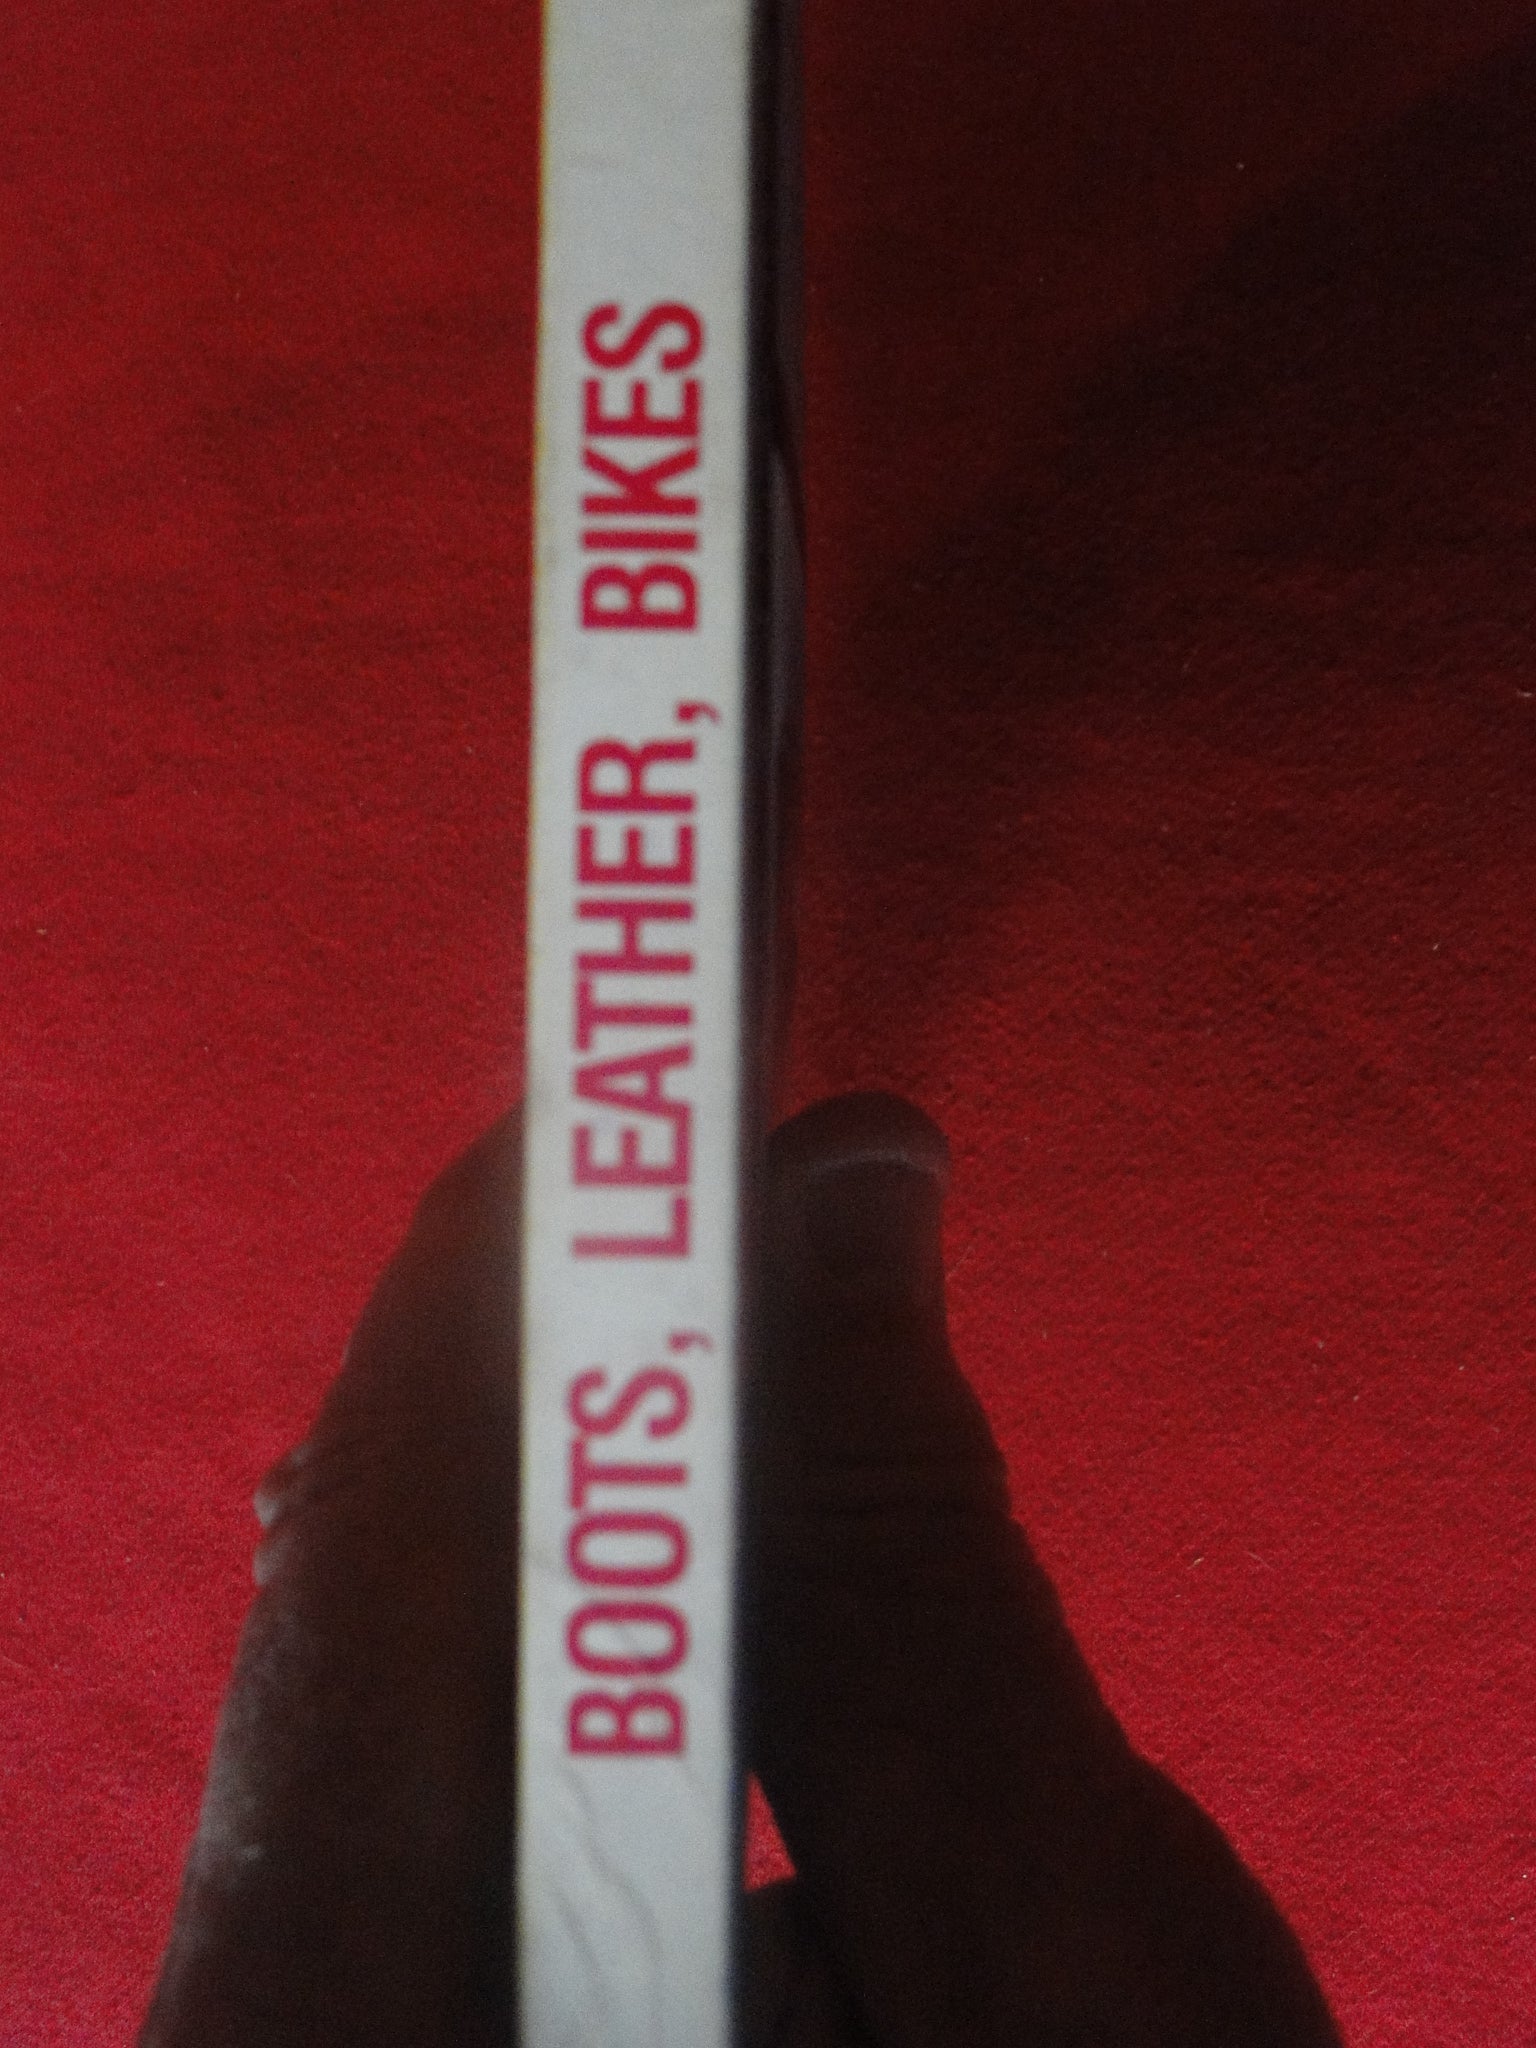 BOOTS, LEATHER, BIKES